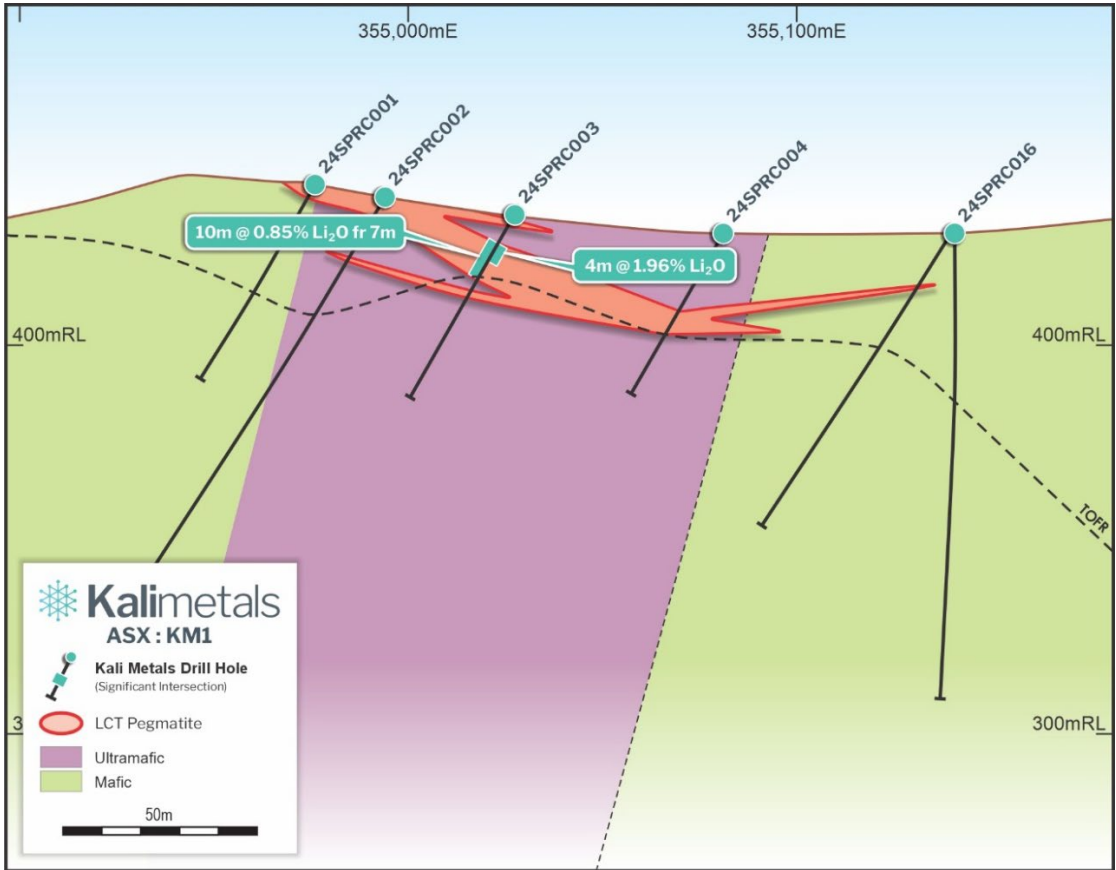 355,000mE
355,100mE
24SPRC001
24SPRC002
24SPRC003
24SPRC004
24SPRC016
10m @ 0.85% Li₂O fr 7m
4m @ 1.96% Li₂O
400mRL
400mRL
TOFR
Kalimetals
ASX : KM1
Kali Metals Drill Hole
(Significant Intersection)
LCT Pegmatite
Ultramafic
Mafic
50m
3
300mRL